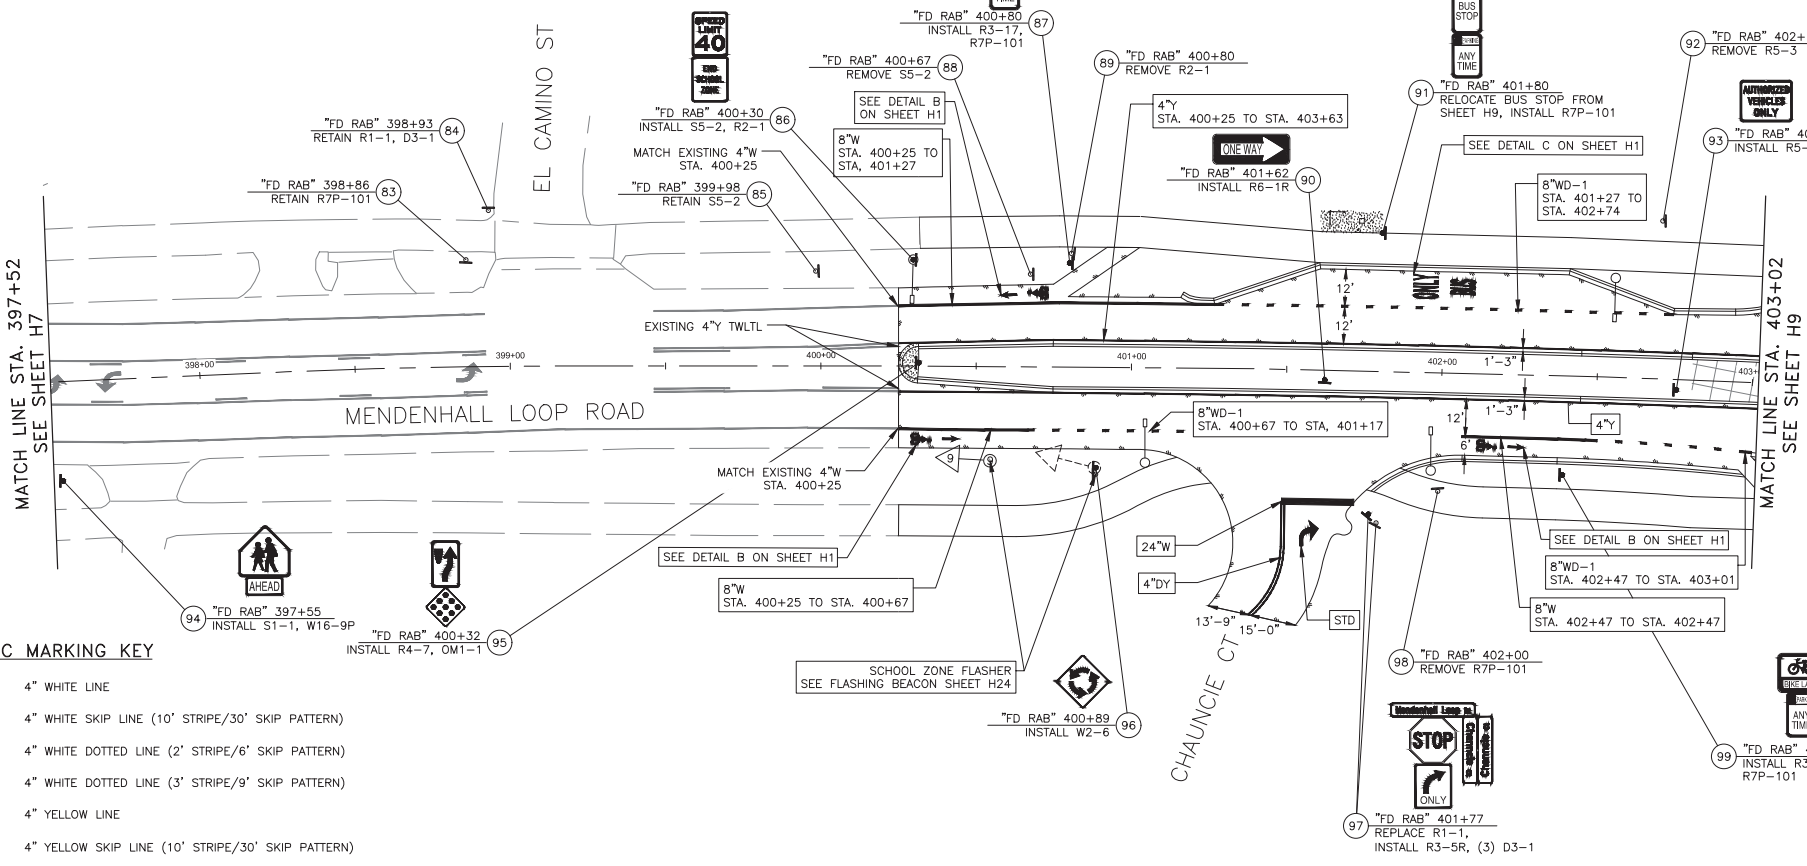 TIME
"FD RAB" 400+80
INSTALL R3-17,
R7P-101
87
SPEED
LIMIT
40
END
SCHOOL
ZONE
EL CAMINO ST
"FD RAB" 400+67
REMOVE S5-2
88
89
"FD RAB" 400+80
REMOVE R2-1
BUS
STOP
ANY
TIME
91
"FD RAB" 401+80
RELOCATE BUS STOP FROM
SHEET H9, INSTALL R7P-101
92
"FD RAB" 402+
REMOVE R5-3
AUTHORIZED
VEHICLES
ONLY
93
"FD RAB" 40
INSTALL R5-
"FD RAB" 398+93
RETAIN R1-1, D3-1
84
"FD RAB" 400+30
INSTALL S5-2, R2-1
86
SEE DETAIL B
ON SHEET H1
4"Y
STA. 400+25 TO STA. 403+63
ONE WAY
SEE DETAIL C ON SHEET H1
MATCH EXISTING 4"W
STA. 400+25
8"W
STA. 400+25 TO
STA, 401+27
"FD RAB" 398+86
RETAIN R7P-101
83
"FD RAB" 399+98
RETAIN S5-2
85
"FD RAB" 401+62
INSTALL R6-1R
90
8"WD-1
STA. 401+27 TO
STA. 402+74
MATCH LINE STA. 397+52
SEE SHEET H7
MATCH LINE STA. 403+02
SEE SHEET H9
12'
12'
ONLY
BUS
EXISTING 4"Y TWLTL
398+00
399+00
400+00
401+00
402+00
403+
1'-3"
1'-3"
MENDENHALL LOOP ROAD
8"WD-1
STA. 400+67 TO STA, 401+17
12'
6'
4"Y
9
MATCH EXISTING 4"W
STA. 400+25
SEE DETAIL B ON SHEET H1
24"W
4"DY
SEE DETAIL B ON SHEET H1
8"WD-1
STA. 402+47 TO STA. 403+01
8"W
STA. 400+25 TO STA. 400+67
8"W
STA. 402+47 TO STA. 402+47
AHEAD
94
"FD RAB" 397+55
INSTALL S1-1, W16-9P
"FD RAB" 400+32
INSTALL R4-7, OM1-1
95
13'-9"
15'-0"
STD
CHAUNCIE CT
SCHOOL ZONE FLASHER
SEE FLASHING BEACON SHEET H24
98
"FD RAB" 402+00
REMOVE R7P-101
"FD RAB" 400+89
INSTALL W2-6
96
Mendenhall Loop
STOP
ONLY
97
"FD RAB" 401+77
REPLACE R1-1,
INSTALL R3-5R, (3) D3-1
BIKE LA
ANY
TIME
99
"FD RAB" 4
INSTALL R3
R7P-101
C MARKING KEY
4" WHITE LINE
4" WHITE SKIP LINE (10' STRIPE/30' SKIP PATTERN)
4" WHITE DOTTED LINE (2' STRIPE/6' SKIP PATTERN)
4" WHITE DOTTED LINE (3' STRIPE/9' SKIP PATTERN)
4" YELLOW LINE
4" YELLOW SKIP LINE (10' STRIPE/30' SKIP PATTERN)